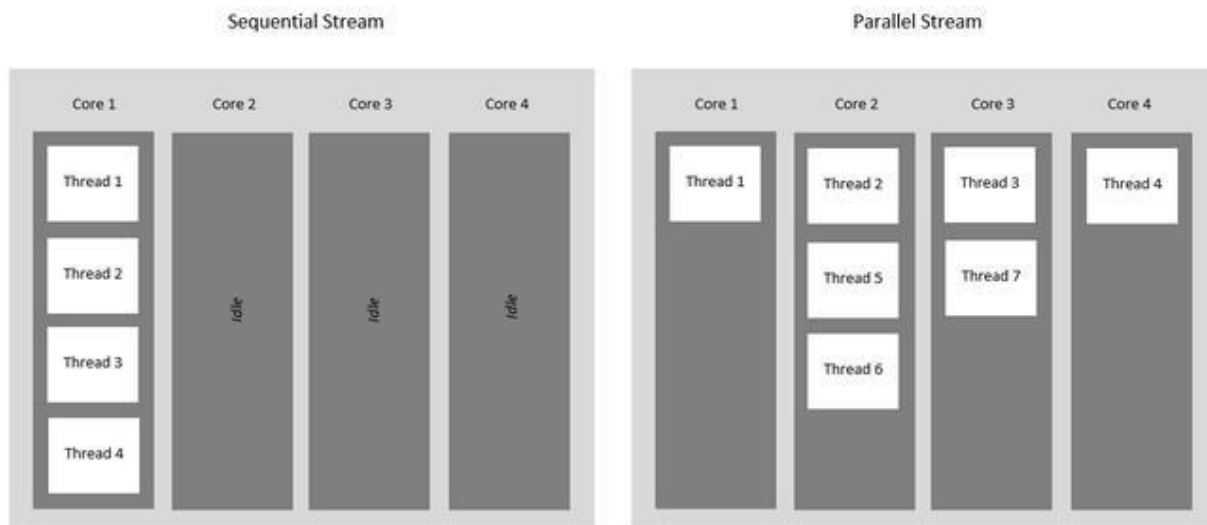 Sequential Stream
Core 1 Core 2 Core 3 Core 4
Thread 1
Thread 2
Thread 3
Thread 4
Idle
Idle
Idle
Parallel Stream
Core 1 Core 2 Core 3 Core 4
Thread 1 Thread 2 Thread 3 Thread 4
Thread 5 Thread 7
Thread 6